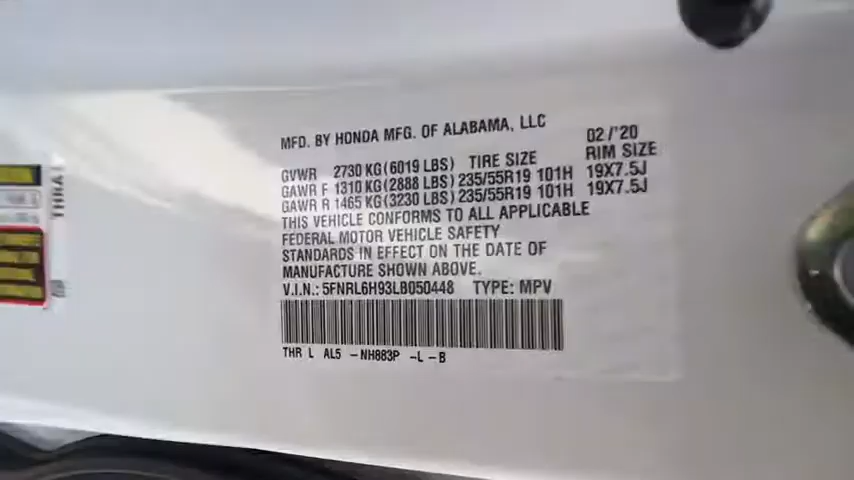 MFD. BY HONDA MFG. OF ALABAMA, LLC 02/'20
GVWR 2730 KG(6019 LBS) TIRE SIZE RIM SIZE
GAWR F 1310 KG(2888 LBS) 235/55R19 101H 19X7.5J
GAWR R 1465 KG(3230 LBS) 235/55R19 101H 19X7.5J
THIS VEHICLE CONFORMS TO ALL APPLICABLE
FEDERAL MOTOR VEHICLE SAFETY
STANDARDS IN EFFECT ON THE DATE OF
MANUFACTURE SHOWN ABOVE.
V.I.N.: 5FNRL6H93LB050448 TYPE: MPV
THR L AL5 -NH883P -L-B
THRA